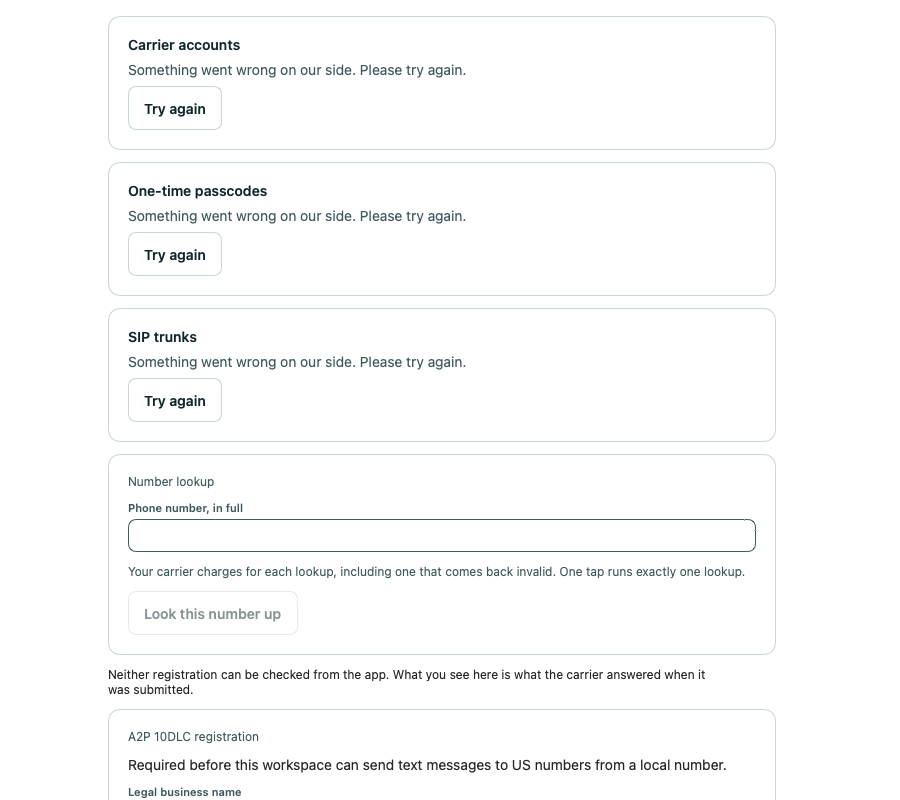 Carrier accounts
Something went wrong on our side. Please try again.
Try again
One-time passcodes
Something went wrong on our side. Please try again.
Try again
SIP trunks
Something went wrong on our side. Please try again.
Try again
Number lookup
Phone number, in full
Your carrier charges for each lookup, including one that comes back invalid. One tap runs exactly one lookup.
Look this number up
Neither registration can be checked from the app. What you see here is what the carrier answered when it
was submitted.
A2P 10DLC registration
Required before this workspace can send text messages to US numbers from a local number.
Legal business name